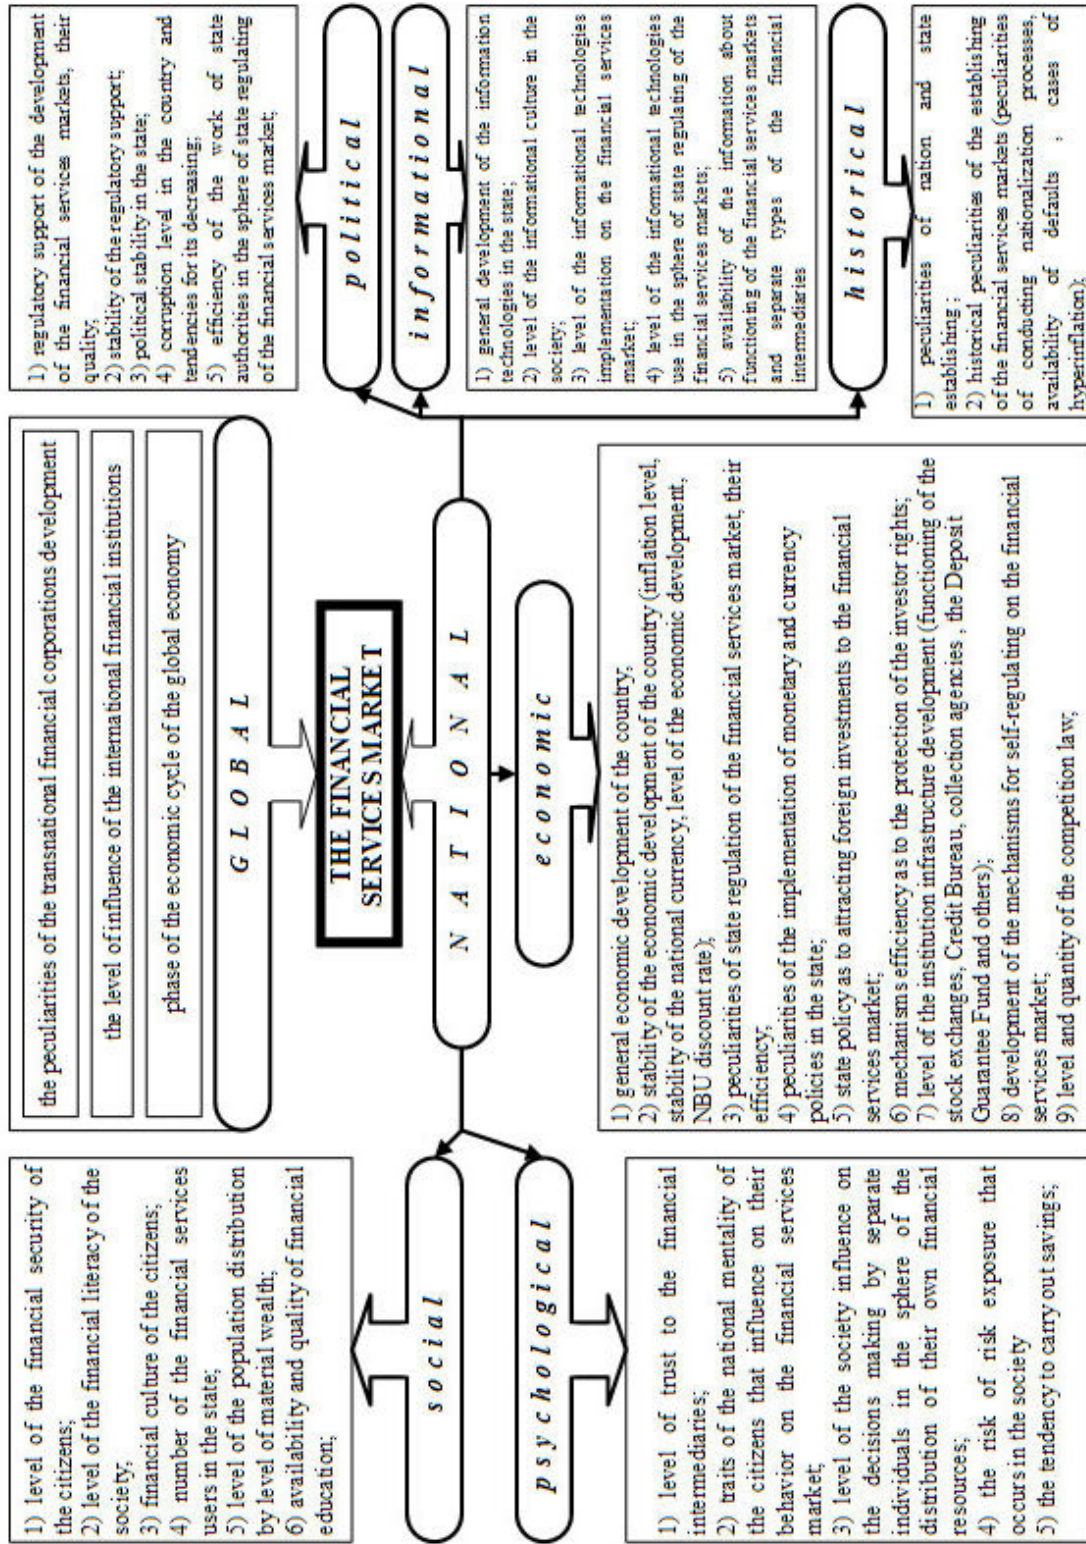 1) level of the financial security of
the citizens;
2) level of the financial literacy of the
society;
3) financial culture of the citizens;
4) number of the financial services
users in the state;
5) level of the population distribution
by level of material wealth;
6) availability and quality of financial
education;
social
psychological
1) level of trust to the financial
intermediaries;
2) traits of the national mentality of
the citizens that influence on their
behavior on the financial services
market;
3) level of the society influence on
the decisions making by separate
individuals in the sphere of the
distribution of their own financial
resources;
4) the risk of risk exposure that
occurs in the society
5) the tendency to carry out savings;
the peculiarities of the transnational financial corporations development
the level of influence of the international financial institutions
phase of the economic cycle of the global economy
GLOBAL
THE FINANCIAL
SERVICES MARKET
NATIONAL
economic
1) general economic development of the country;
2) stability of the economic development of the country (inflation level,
stability of the national currency, level of the economic development,
NBU discount rate);
3) peculiarities of state regulation of the financial services market, their
efficiency;
4) peculiarities of the implementation of monetary and currency
policies in the state;
5) state policy as to attracting foreign investments to the financial
services market;
6) mechanisms efficiency as to the protection of the investor rights;
7) level of the institution infrastructure development (functioning of the
stock exchanges, Credit Bureau, collection agencies , the Deposit
Guarantee Fund and others);
8) development of the mechanisms for self-regulating on the financial
services market;
9) level and quantity of the competition law;
1) regulatory support of the development
of the financial services markets, their
quality;
2) stability of the regulatory support;
3) political stability in the state;
4) corruption level in the country and
tendencies for its decreasing;
5) efficiency of the work of state
authorities in the sphere of state regulating
of the financial services market;
political
informational
1) general development of the information
technologies in the state;
2) level of the informational culture in the
society;
3) level of the informational technologies
implementation on the financial services
market;
4) level of the informational technologies
use in the sphere of state regulating of the
financial services markets;
5) availability of the information about
functioning of the financial services markets
and separate types of the financial
intermediaries
historical
1) peculiarities of nation and state
establishing ;
2) historical peculiarities of the establishing
of the financial services markets (peculiarities
of conducting nationalization processes,
availability of defaults , cases of
hyperinflation);